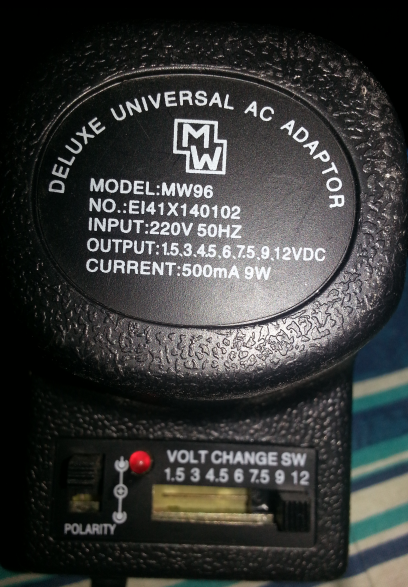 DELUXE UNIVERSAL AC ADAPTOR
MW
MODEL:MW96
NO.:EI41X140102
INPUT:220V 50HZ
OUTPUT:1.5,3,4.5,6,7.5,9,12VDC
CURRENT:500mA 9W
VOLT CHANGE SW
1.5 3 4.5 6 7.5 9 12
POLARITY